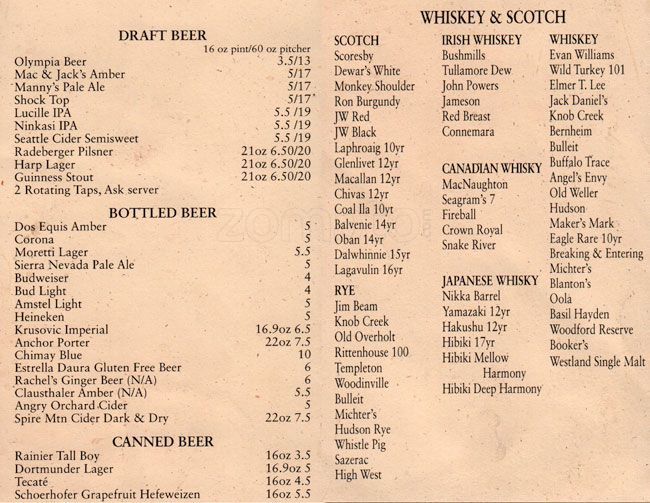 DRAFT BEER
16 oz pint/60 oz pitcher
Olympia Beer 3.5/13
Mac & Jack's Amber 5/17
Manny's Pale Ale 5/17
Shock Top 5/17
Lucille IPA 5.5 /19
Ninkasi IPA 5.5 /19
Seattle Cider Semisweet 5.5 /19
Radeberger Pilsner 21oz 6.50/20
Harp Lager 21oz 6.50/20
Guinness Stout 21oz 6.50/20
2 Rotating Taps, Ask server
BOTTLED BEER
Dos Equis Amber 5
Corona 5
Moretti Lager 5.5
Sierra Nevada Pale Ale 5
Budweiser 4
Bud Light 4
Amstel Light 5
Heineken 5
Krusovic Imperial 16.9oz 6.5
Anchor Porter 22oz 7.5
Chimay Blue 10
Estrella Daura Gluten Free Beer 6
Rachel's Ginger Beer (N/A) 6
Clausthaler Amber (N/A) 5
Angry Orchard Cider 5
Spire Mtn Cider Dark & Dry 22oz 7.5
CANNED BEER
Rainier Tall Boy 16oz 3.5
Dortmunder Lager 16.9oz 5
Tecaté 16oz 4.5
Schoerhofer Grapefruit Hefeweizen 16oz 5.5
WHISKEY & SCOTCH
SCOTCH
Scoresby
Dewar's White
Monkey Shoulder
Ron Burgundy
JW Red
JW Black
Laphroaig 10yr
Glenlivet 12yr
Macallan 12yr
Chivas 12yr
Coal Ila 10yt
Balvenie 14yr
Oban 14yr
Dalwhinnie 15yr
Lagavulin 16yr
RYE
Jim Beam
Knob Creek
Old Overholt
Rittenhouse 100
Templeton
Woodinville
Bulleit
Michter's
Hudson Rye
Whistle Pig
Sazerac
High West
IRISH WHISKEY
Bushmills
Tullamore Dew
John Powers
Jameson
Red Breast
Connemara
CANADIAN WHISKY
MacNaughton
Seagram's 7
Fireball
Crown Royal
Snake River
JAPANESE WHISKY
Nikka Barrel
Yamazaki 12yr
Hakushu 12yr
Hibiki 17yr
Hibiki Mellow
Harmony
Hibiki Deep Harmony
WHISKEY
Evan Williams
Wild Turkey 101
Elmer T. Lee
Jack Daniel's
Knob Creek
Bernheim
Bulleit
Buffalo Trace
Angel's Envy
Old Weller
Hudson
Maker's Mark
Eagle Rare 10yr
Breaking & Entering
Michter's
Blanton's
Oola
Basil Hayden
Woodford Reserve
Booker's
Westland Single Malt